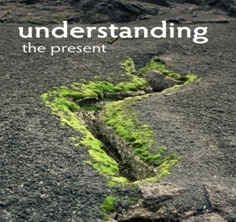 understanding
the present